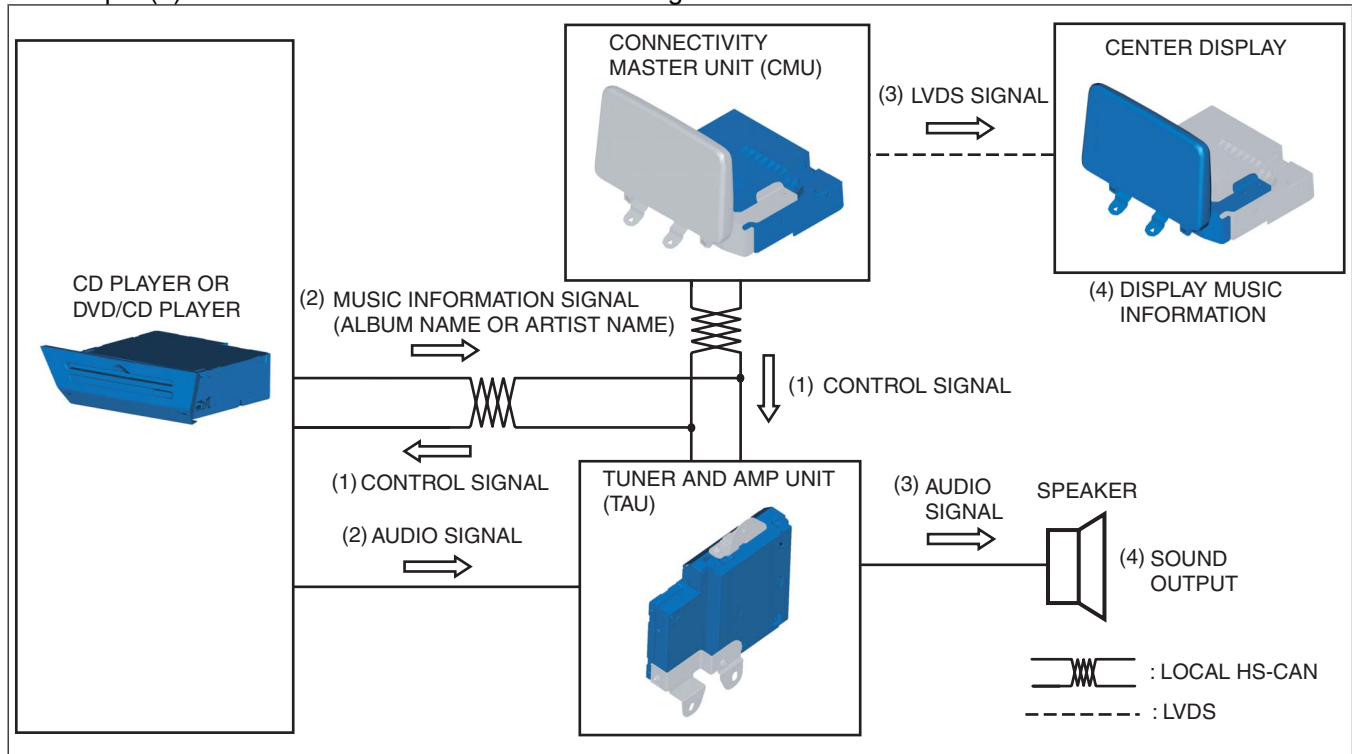 CONNECTIVITY
MASTER UNIT (CMU)
CENTER DISPLAY
(3) LVDS SIGNAL
CD PLAYER OR
DVD/CD PLAYER
(2) MUSIC INFORMATION SIGNAL
(ALBUM NAME OR ARTIST NAME)
(4) DISPLAY MUSIC
INFORMATION
(1) CONTROL SIGNAL
(1) CONTROL SIGNAL
(2) AUDIO SIGNAL
TUNER AND AMP UNIT
(TAU)
(3) AUDIO
SIGNAL
SPEAKER
(4) SOUND
OUTPUT
: LOCAL HS-CAN
: LVDS